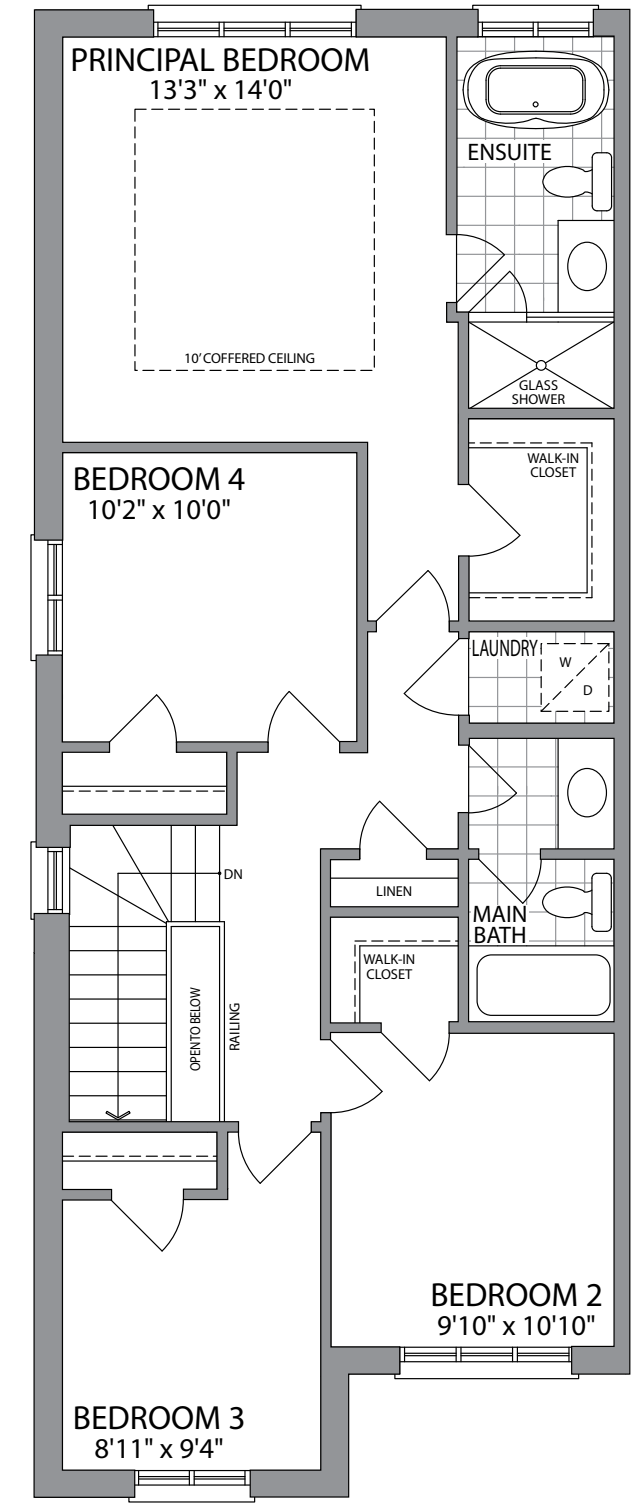 PRINCIPAL BEDROOM
13'3" x 14'0"
ENSUITE
10' COFFERED CEILING
GLASS
SHOWER
WALK-IN
CLOSET
BEDROOM 4
10'2" x 10'0"
LAUNDRY
W
D
DN
LINEN
MAIN
BATH
WALK-IN
CLOSET
OPEN TO BELOW
RAILING
BEDROOM 2
9'10" x 10'10"
BEDROOM 3
8'11" x 9'4"